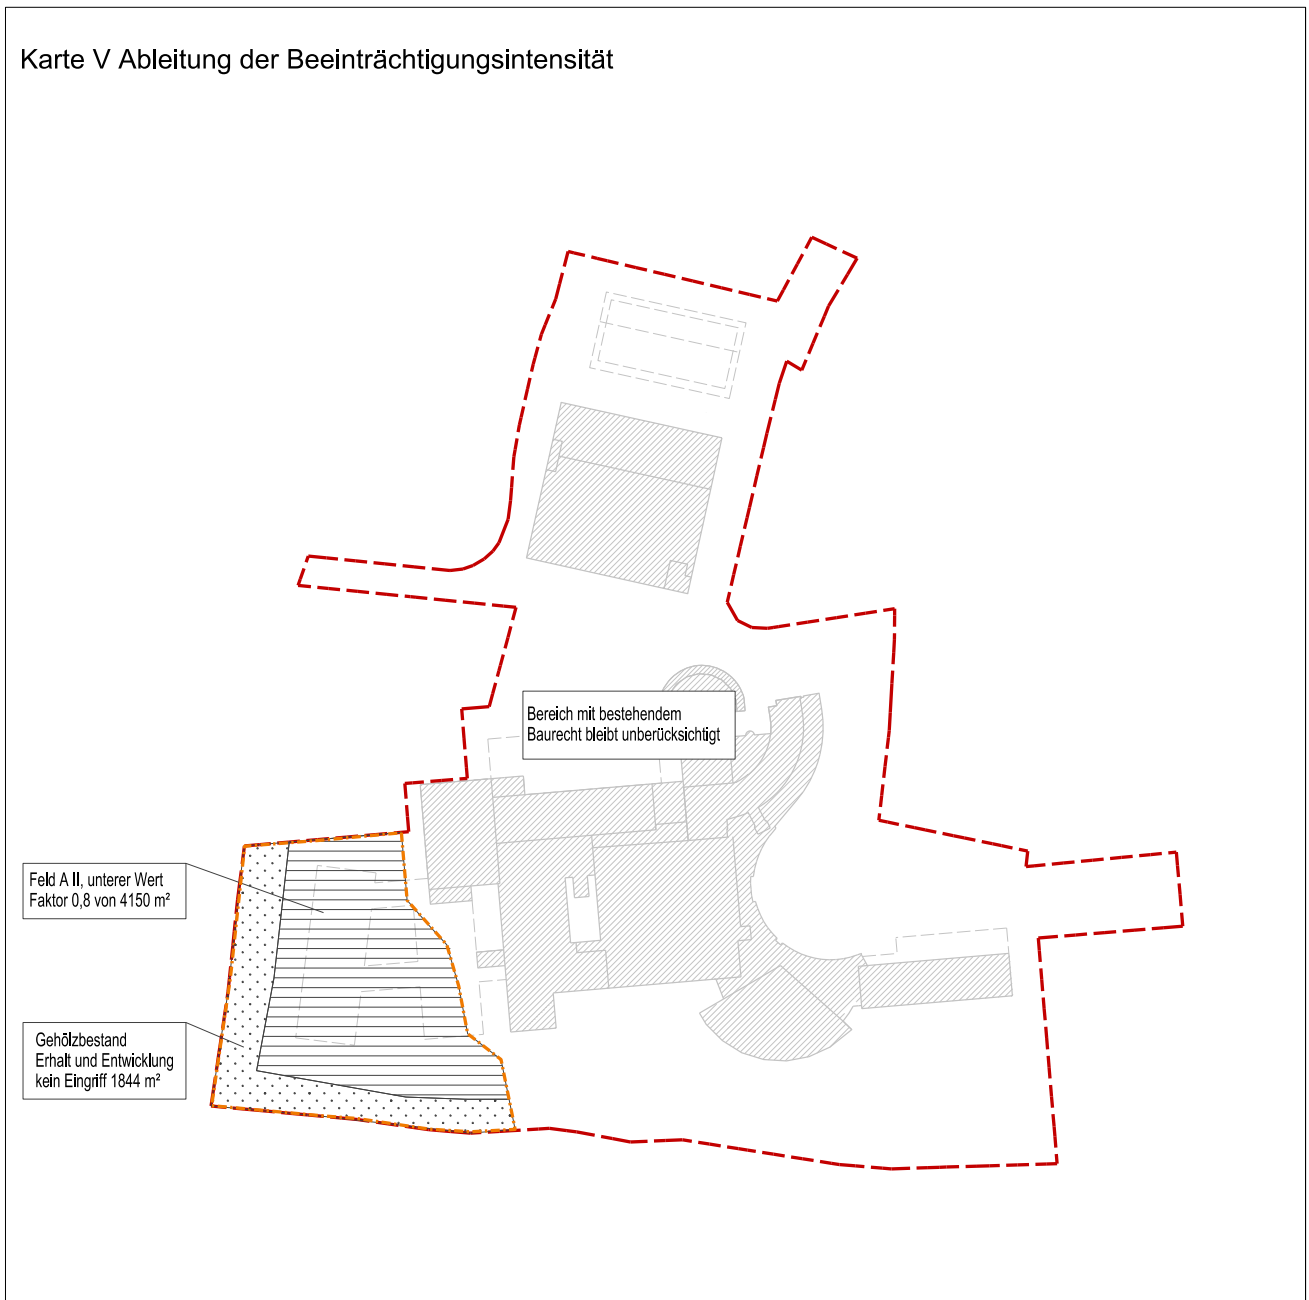 Karte V Ableitung der Beeinträchtigungsintensität
Bereich mit bestehendem
Baurecht bleibt unberücksichtigt
Feld A II, unterer Wert
Faktor 0,8 von 4150 m²
Gehölzbestand
Erhalt und Entwicklung
kein Eingriff 1844 m²